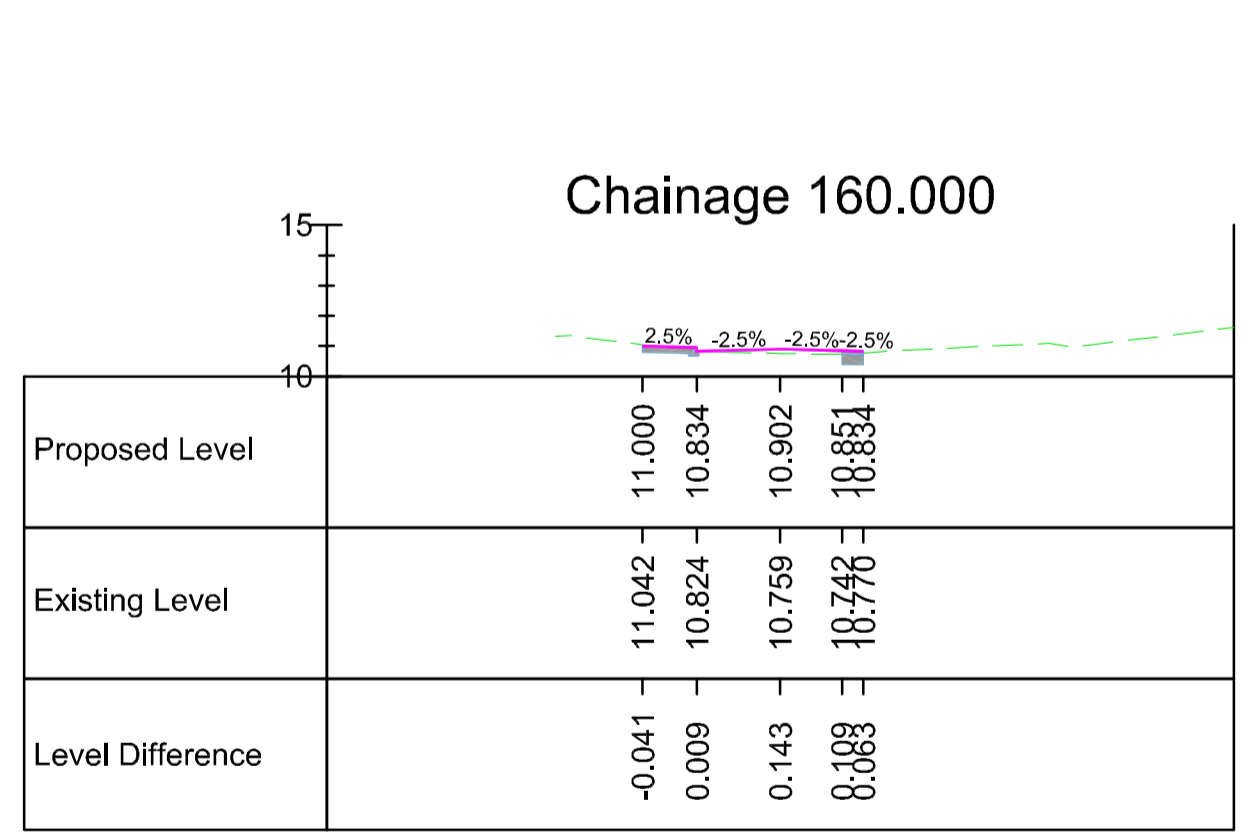 Chainage 160.000
15
2.5% -2.5% -2.5% -2.5%
10
Proposed Level 11.000 10.834 10.902 10.851 10.834
Existing Level 11.042 10.824 10.759 10.742 10.770
Level Difference -0.041 0.009 0.143 0.109 0.063